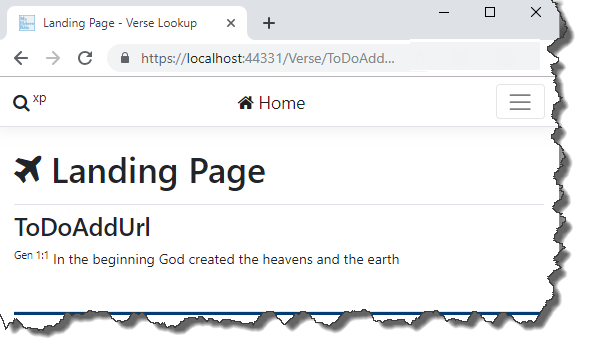 Landing Page - Verse Lookup
https://localhost:44331/Verse/ToDoAdd...
xp
Home
Landing Page
ToDoAddUrl
Gen 1:1 In the beginning God created the heavens and the earth